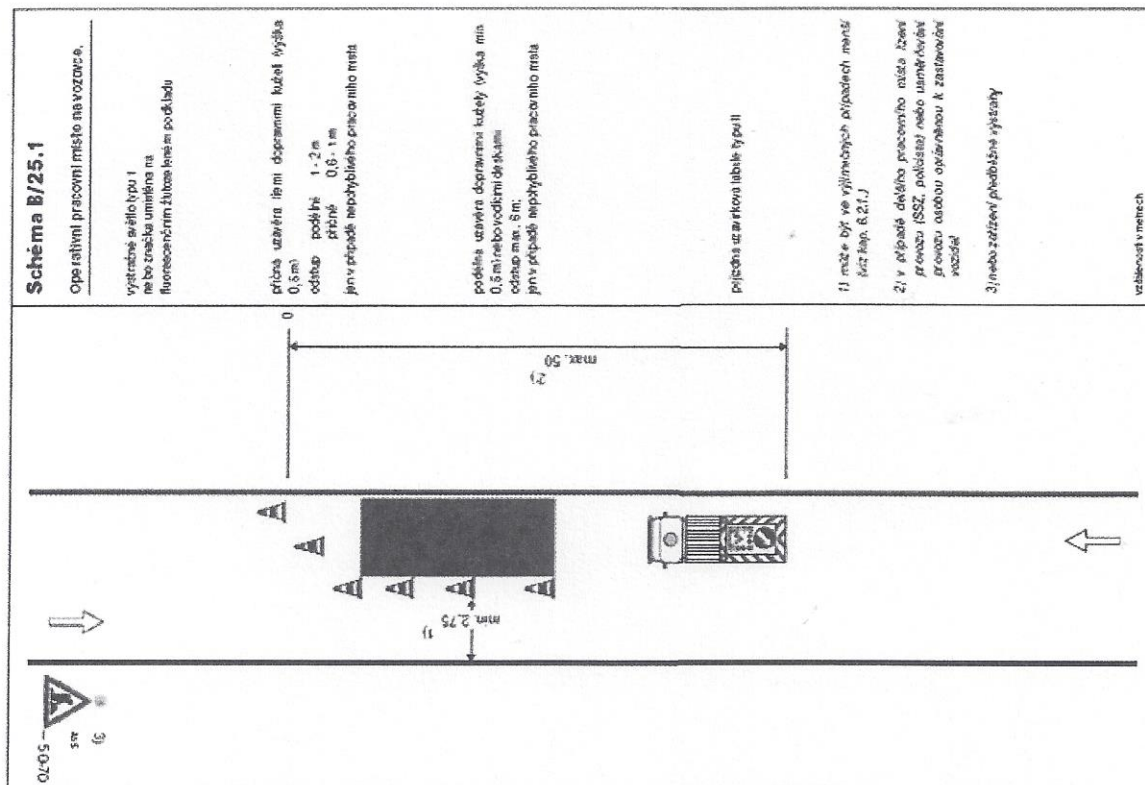 Schéma B/25.1
Operativní pracovní místo na vozovce.
výstražné světlo typu 1
nebo značka umístěna na
fluorescenčním žlutozeleném podkladu
příčná uzávěra třemi dopravními kužely (výška
0,5 m)
odstup podélně 1 - 2 m
příčně 0,6 - 1 m
jen v případě nepohyblivého pracovního místa
podélná uzávěra dopravními kužely (výška min
0,5 m) nebo vodicími deskami
odstup max. 6 m;
jen v případě nepohyblivého pracovního místa
pojízdná uzavírková tabule typu II
1) může být ve výjimečných případech menší
(viz kap. 6.2.1.)
2) v případě delšího pracovního místa řízení
provozu (SSZ, policista) nebo usměrňování
provozu osobou oprávněnou k zastavování
vozidel
3) nebo zařízení předběžné výstrahy
vzdálenosti v metrech
0
max. 50
2)
min. 2,75
1)
3)
50-70